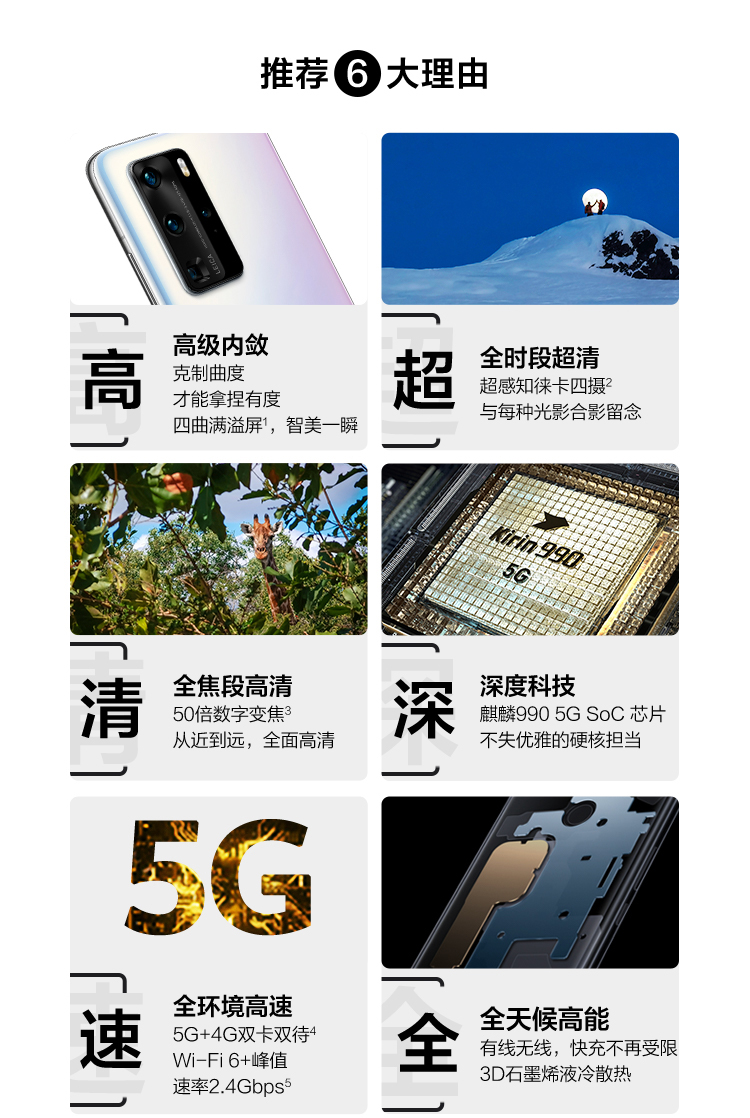 推荐6大理由
LEICA
高
高级内敛
克制曲度
才能拿捏有度
四曲满溢屏1，智美一瞬
超
全时段超清
超感知徕卡四摄2
与每种光影合影留念
清
全焦段高清
50倍数字变焦3
从近到远，全面高清
Kirin 990
5G
深
深度科技
麒麟990 5G SoC 芯片
不失优雅的硬核担当
5G
速
全环境高速
5G+4G双卡双待4
Wi-Fi 6+峰值
速率2.4Gbps5
全
全天候高能
有线无线，快充不再受限
3D石墨烯液冷散热